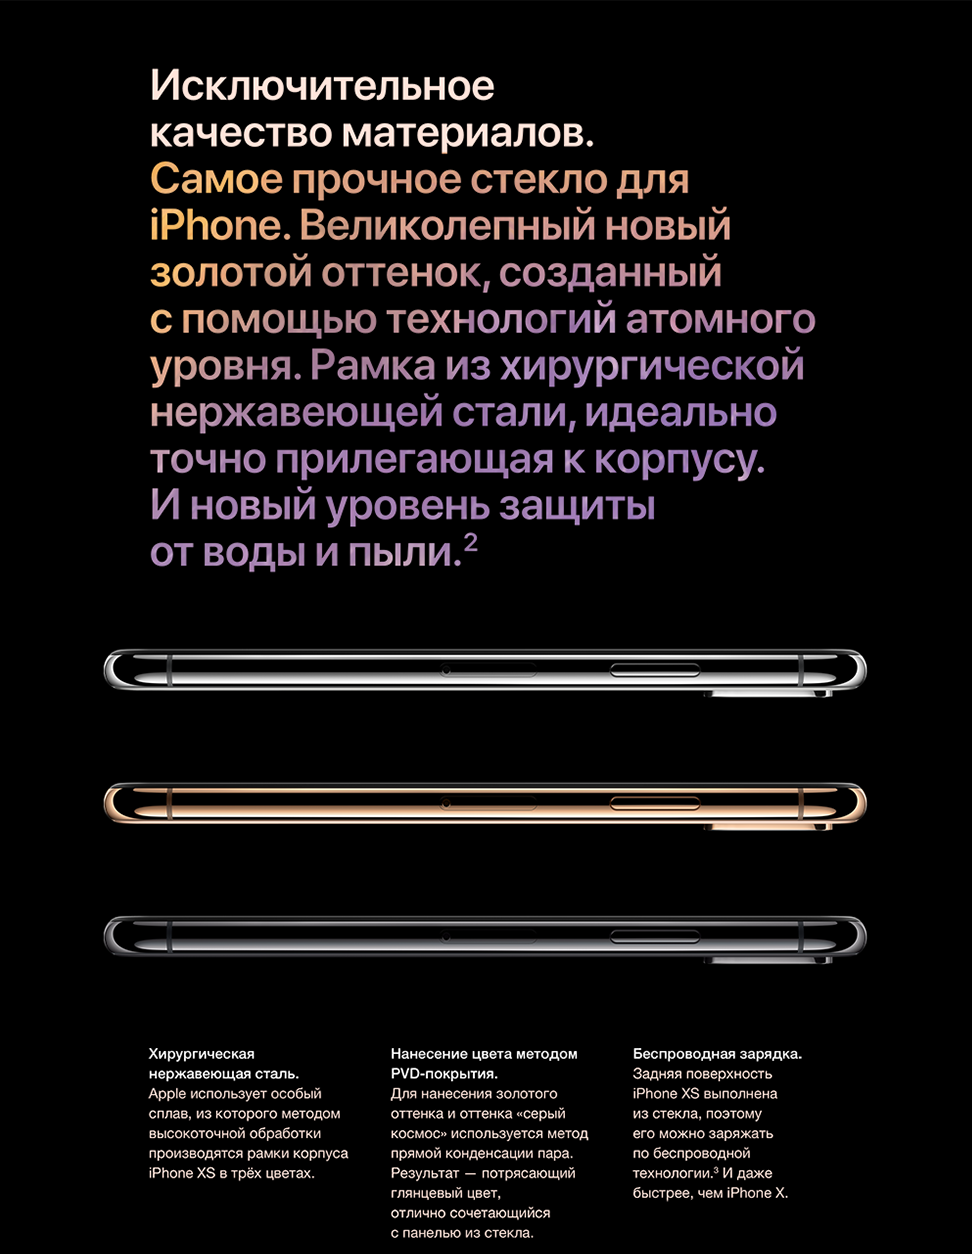 Исключительное
качество материалов.
Самое прочное стекло для
iPhone. Великолепный новый
золотой оттенок, созданный
с помощью технологий атомного
уровня. Рамка из хирургической
нержавеющей стали, идеально
точно прилегающая к корпусу.
И новый уровень защиты
от воды и пыли.²
Хирургическая
нержавеющая сталь.
Apple использует особый
сплав, из которого методом
высокоточной обработки
производятся рамки корпуса
iPhone XS в трёх цветах.
Нанесение цвета методом
PVD-покрытия.
Для нанесения золотого
оттенка и оттенка «серый
космос» используется метод
прямой конденсации пара.
Результат — потрясающий
глянцевый цвет,
отлично сочетающийся
с панелью из стекла.
Беспроводная зарядка.
Задняя поверхность
iPhone XS выполнена
из стекла, поэтому
его можно заряжать
по беспроводной
технологии.³ И даже
быстрее, чем iPhone X.